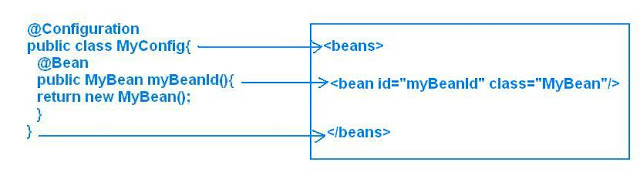 @Configuration
public class MyConfig{
@Bean
public MyBean myBeanId(){
return new MyBean();
}
}
<beans>
<bean id="myBeanId" class="MyBean"/>
</beans>